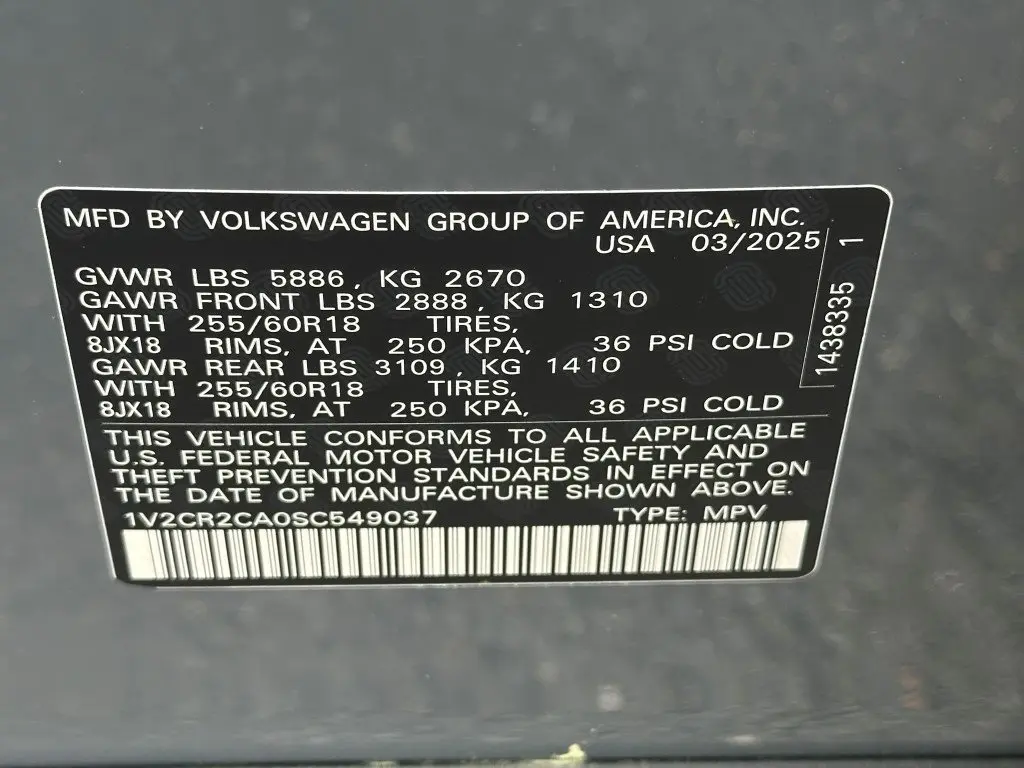 MFD BY VOLKSWAGEN GROUP OF AMERICA, INC.
USA 03/2025
GVWR LBS 5886, KG 2670
GAWR FRONT LBS 2888, KG 1310
WITH 255/60R18 TIRES,
8JX18 RIMS, AT 250 KPA, 36 PSI COLD
GAWR REAR LBS 3109, KG 1410
WITH 255/60R18 TIRES,
8JX18 RIMS, AT 250 KPA, 36 PSI COLD
THIS VEHICLE CONFORMS TO ALL APPLICABLE
U.S. FEDERAL MOTOR VEHICLE SAFETY AND
THEFT PREVENTION STANDARDS IN EFFECT ON
THE DATE OF MANUFACTURE SHOWN ABOVE.
1V2CR2CA0SC549037 TYPE: MPV
1438335 1